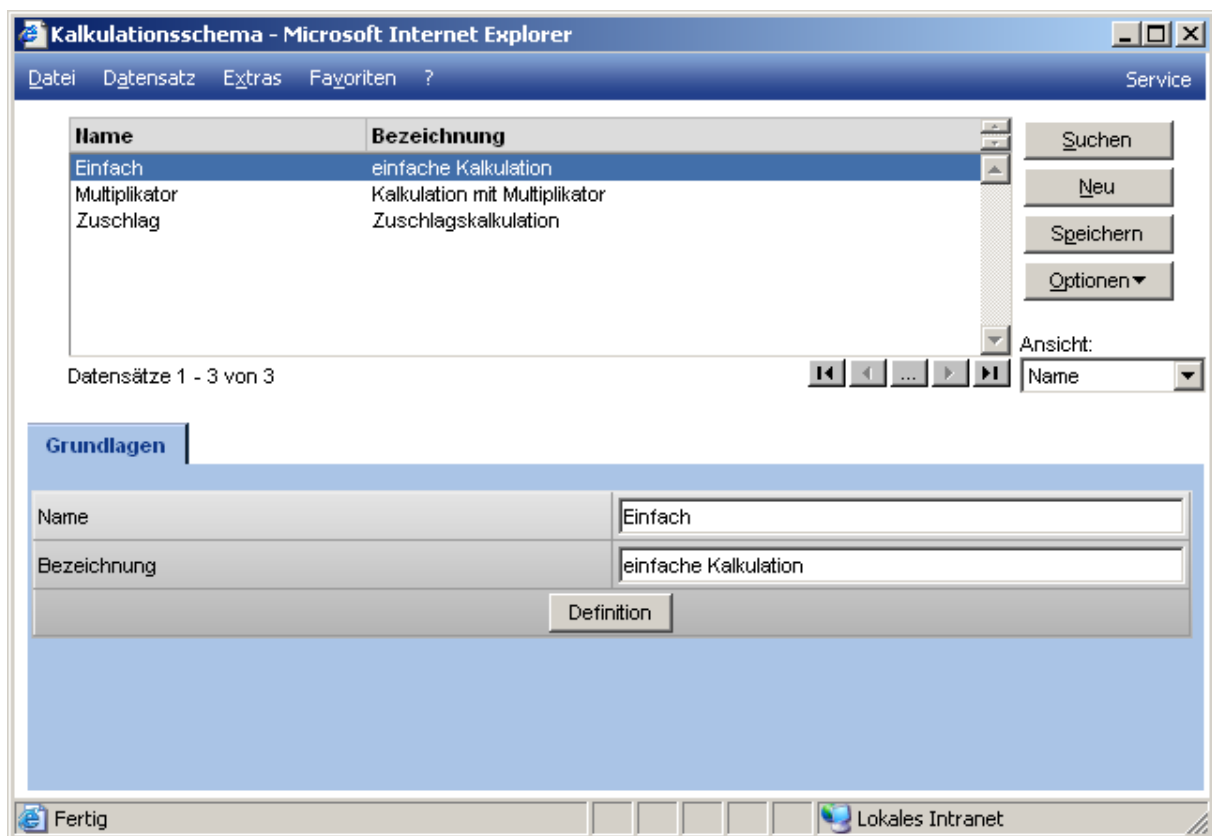 Kalkulationsschema - Microsoft Internet Explorer
Datei Datensatz Extras Favoriten ? Service
Name Bezeichnung
Einfach einfache Kalkulation
Multiplikator Kalkulation mit Multiplikator
Zuschlag Zuschlagskalkulation
Suchen
Neu
Speichern
Optionen
Ansicht:
Datensätze 1 - 3 von 3 ... Name
Grundlagen
Name Einfach
Bezeichnung einfache Kalkulation
Definition
Fertig Lokales Intranet